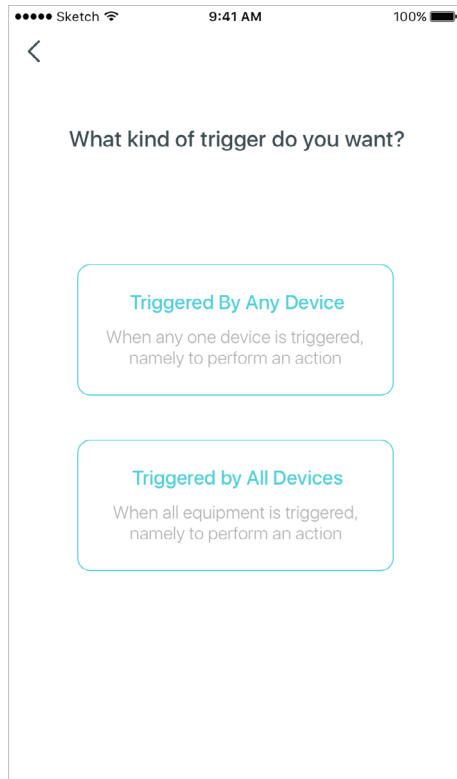 ●●●●● Sketch 9:41 AM 100%
What kind of trigger do you want?
Triggered By Any Device
When any one device is triggered,
namely to perform an action
Triggered by All Devices
When all equipment is triggered,
namely to perform an action